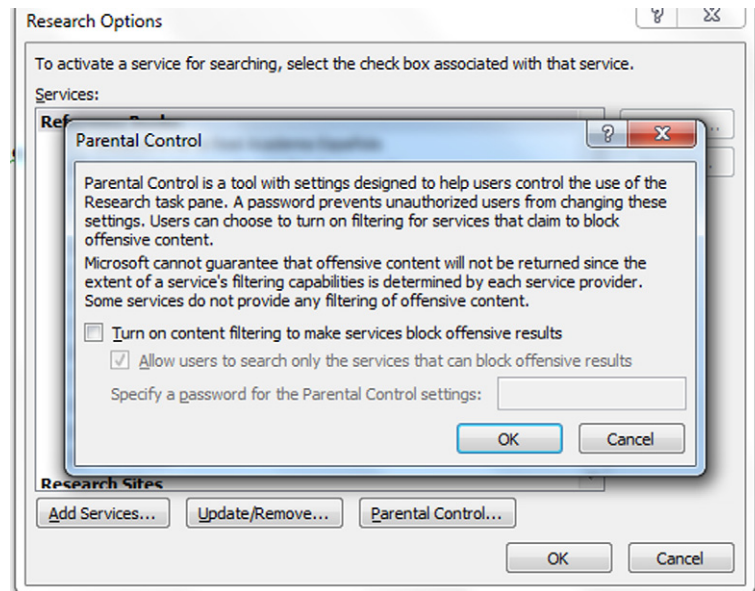 Research Options
To activate a service for searching, select the check box associated with that service.
Services:
Parental Control
Parental Control is a tool with settings designed to help users control the use of the
Research task pane. A password prevents unauthorized users from changing these
settings. Users can choose to turn on filtering for services that claim to block
offensive content.
Microsoft cannot guarantee that offensive content will not be returned since the
extent of a service's filtering capabilities is determined by each service provider.
Some services do not provide any filtering of offensive content.
Turn on content filtering to make services block offensive results
Allow users to search only the services that can block offensive results
Specify a password for the Parental Control settings:
OK Cancel
Research Sites
Add Services... Update/Remove... Parental Control...
OK Cancel